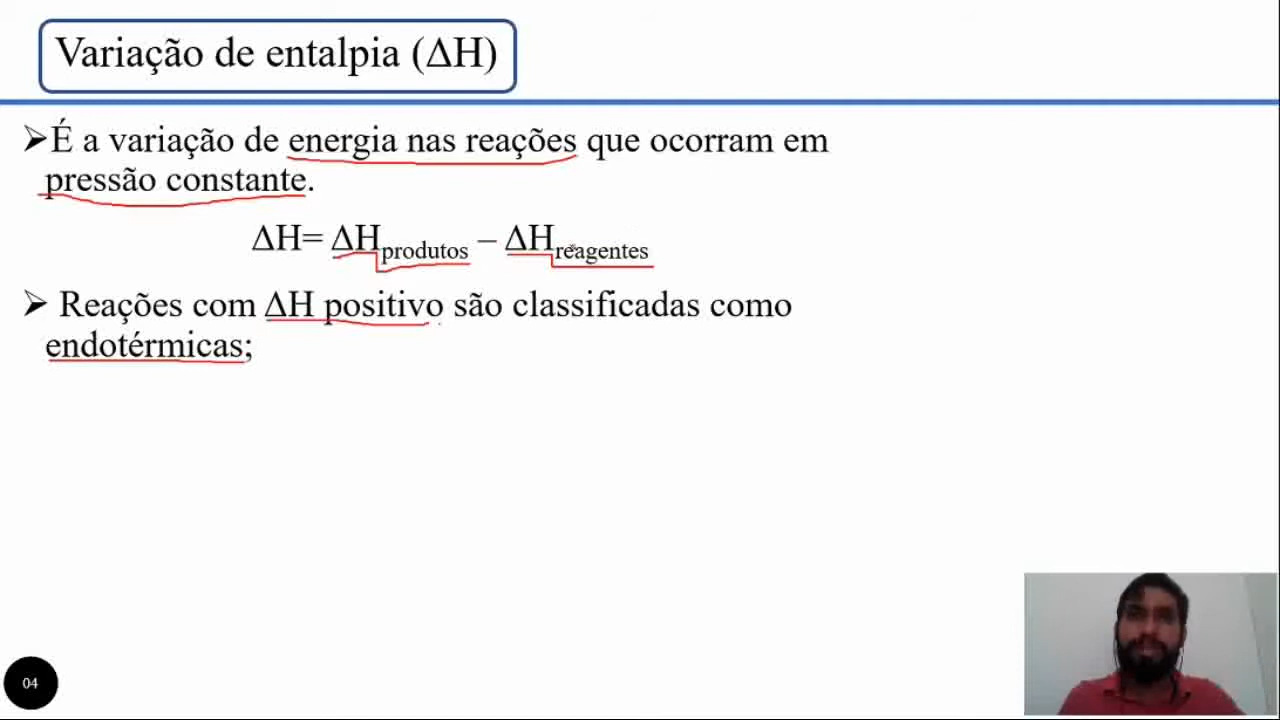 Variação de entalpia (ΔH)
➢É a variação de energia nas reações que ocorram em
pressão constante.
ΔH= ΔHprodutos – ΔHreagentes
➢ Reações com ΔH positivo são classificadas como
endotérmicas;
04